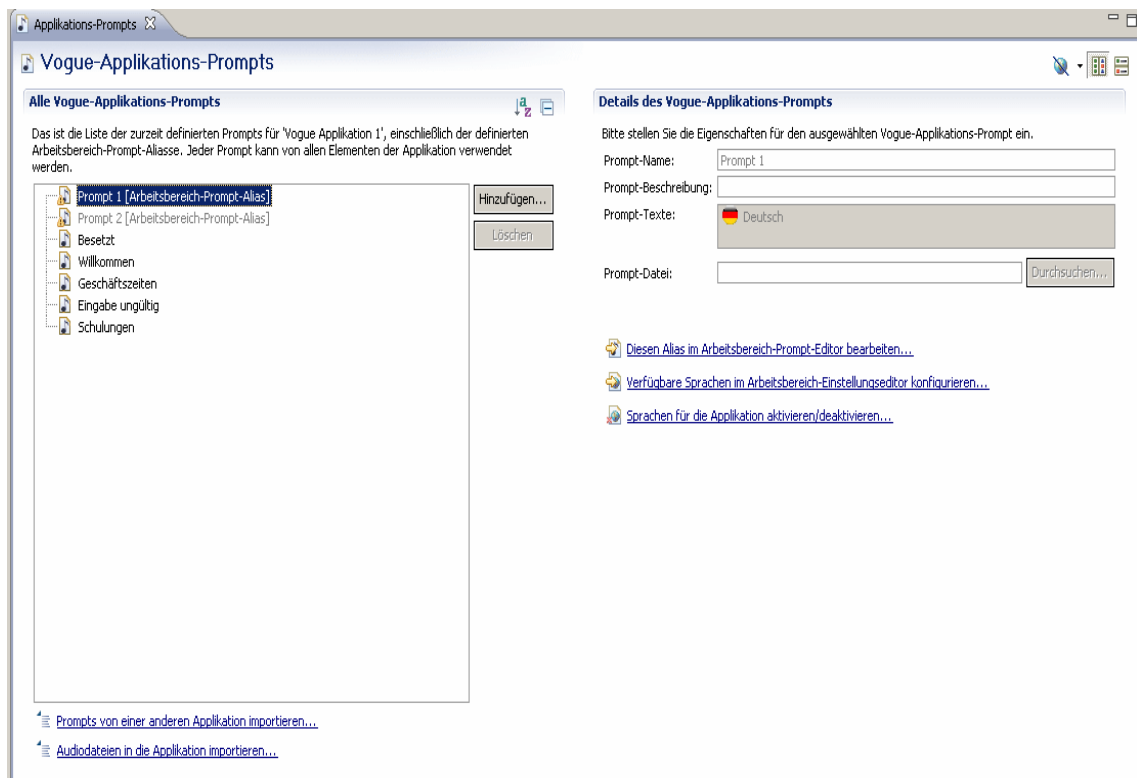 Applikations-Prompts
Vogue-Applikations-Prompts
Alle Vogue-Applikations-Prompts
Das ist die Liste der zurzeit definierten Prompts für 'Vogue Applikation 1', einschließlich der definierten
Arbeitsbereich-Prompt-Aliasse. Jeder Prompt kann von allen Elementen der Applikation verwendet
werden.
Prompt 1 [Arbeitsbereich-Prompt-Alias]
Prompt 2 [Arbeitsbereich-Prompt-Alias]
Besetzt
Willkommen
Geschäftszeiten
Eingabe ungültig
Schulungen
Hinzufügen...
Löschen
Prompts von einer anderen Applikation importieren...
Audiodateien in die Applikation importieren...
Details des Vogue-Applikations-Prompts
Bitte stellen Sie die Eigenschaften für den ausgewählten Vogue-Applikations-Prompt ein.
Prompt-Name: Prompt 1
Prompt-Beschreibung:
Prompt-Texte: Deutsch
Prompt-Datei: Durchsuchen...
Diesen Alias im Arbeitsbereich-Prompt-Editor bearbeiten...
Verfügbare Sprachen im Arbeitsbereich-Einstellungseditor konfigurieren...
Sprachen für die Applikation aktivieren/deaktivieren...